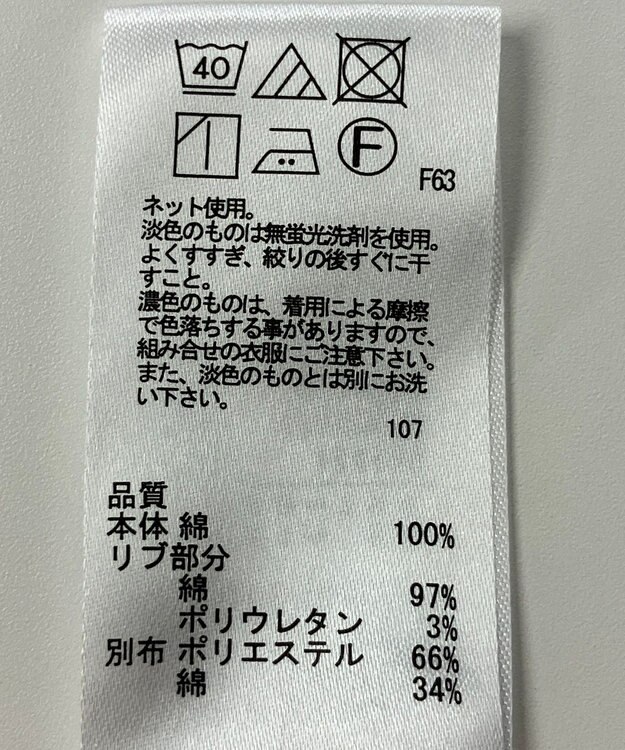 40
F
F63
ネット使用。
淡色のものは無蛍光洗剤を使用。
よくすすぎ、絞りの後すぐに干
すこと。
濃色のものは、着用による摩擦
で色落ちする事がありますので、
組み合せの衣服にご注意下さい。
また、淡色のものとは別にお洗
い下さい。
107
品質
本体 綿 100%
リブ部分
綿 97%
ポリウレタン 3%
別布 ポリエステル 66%
綿 34%